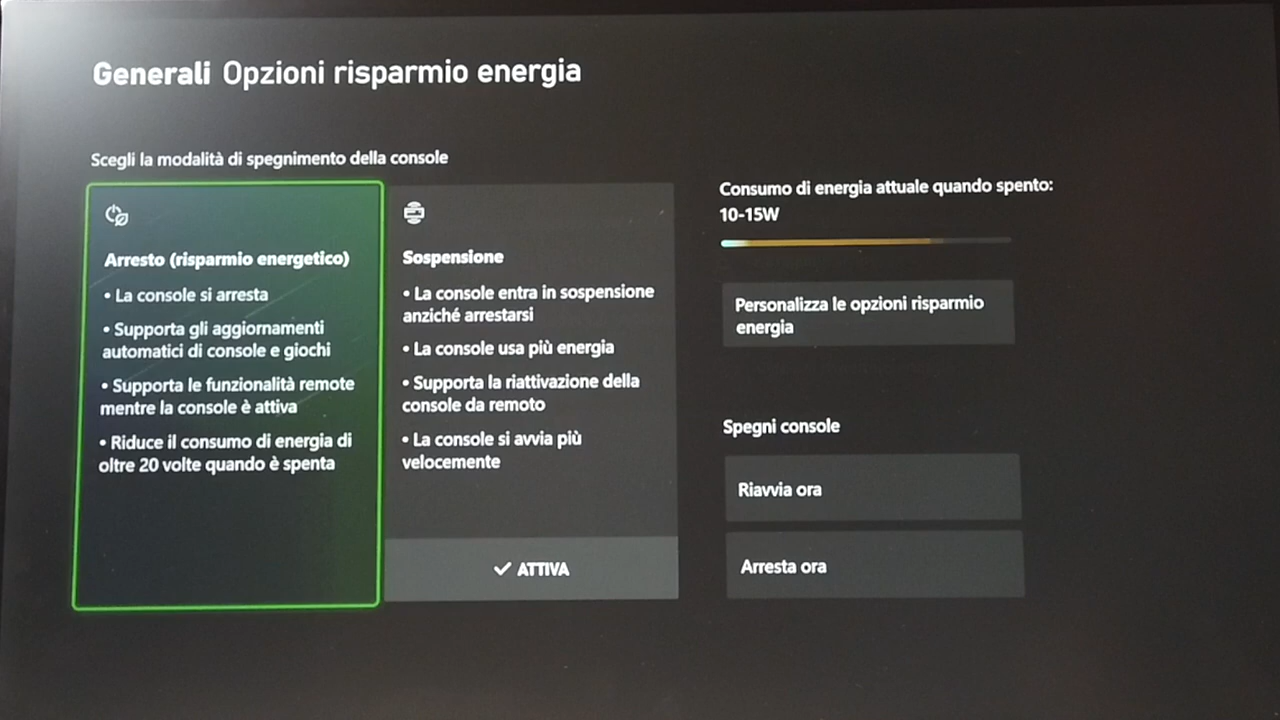 Generali Opzioni risparmio energia
Scegli la modalità di spegnimento della console
Arresto (risparmio energetico)
• La console si arresta
• Supporta gli aggiornamenti
automatici di console e giochi
• Supporta le funzionalità remote
mentre la console è attiva
• Riduce il consumo di energia di
oltre 20 volte quando è spenta
Sospensione
• La console entra in sospensione
anziché arrestarsi
• La console usa più energia
• Supporta la riattivazione della
console da remoto
• La console si avvia più
velocemente
ATTIVA
Consumo di energia attuale quando spento:
10-15W
Personalizza le opzioni risparmio
energia
Spegni console
Riavvia ora
Arresta ora